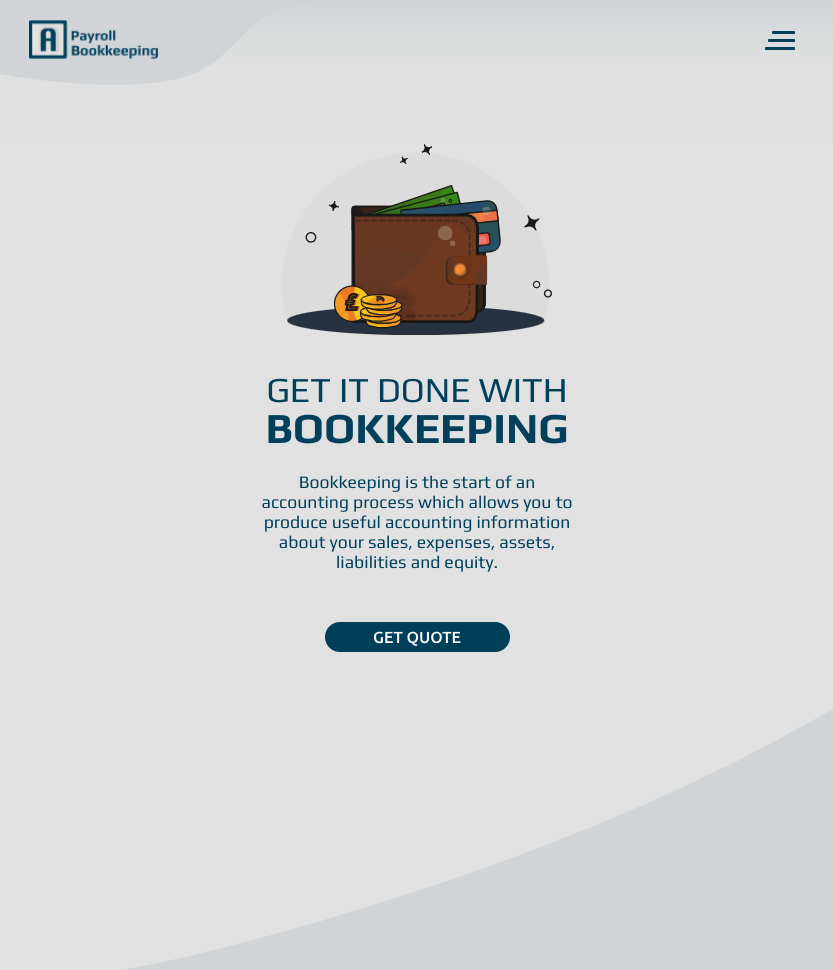 A
Payroll
Bookkeeping
£
GET IT DONE WITH
BOOKKEEPING
Bookkeeping is the start of an
accounting process which allows you to
produce useful accounting information
about your sales, expenses, assets,
liabilities and equity.
GET QUOTE